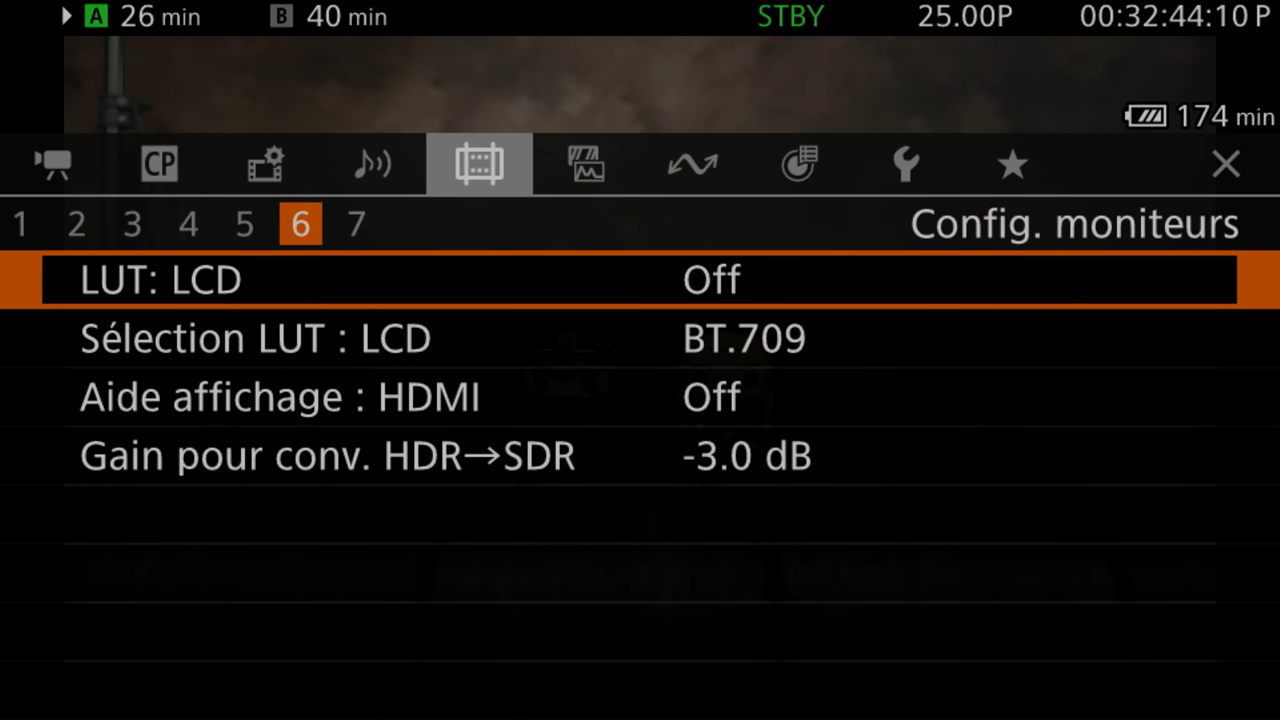 A 26 min B 40 min STBY 25.00P 00:32:44:10 P
174 min
CP
1 2 3 4 5 6 7 Config. moniteurs
LUT: LCD Off
Sélection LUT : LCD BT.709
Aide affichage : HDMI Off
Gain pour conv. HDR→SDR -3.0 dB